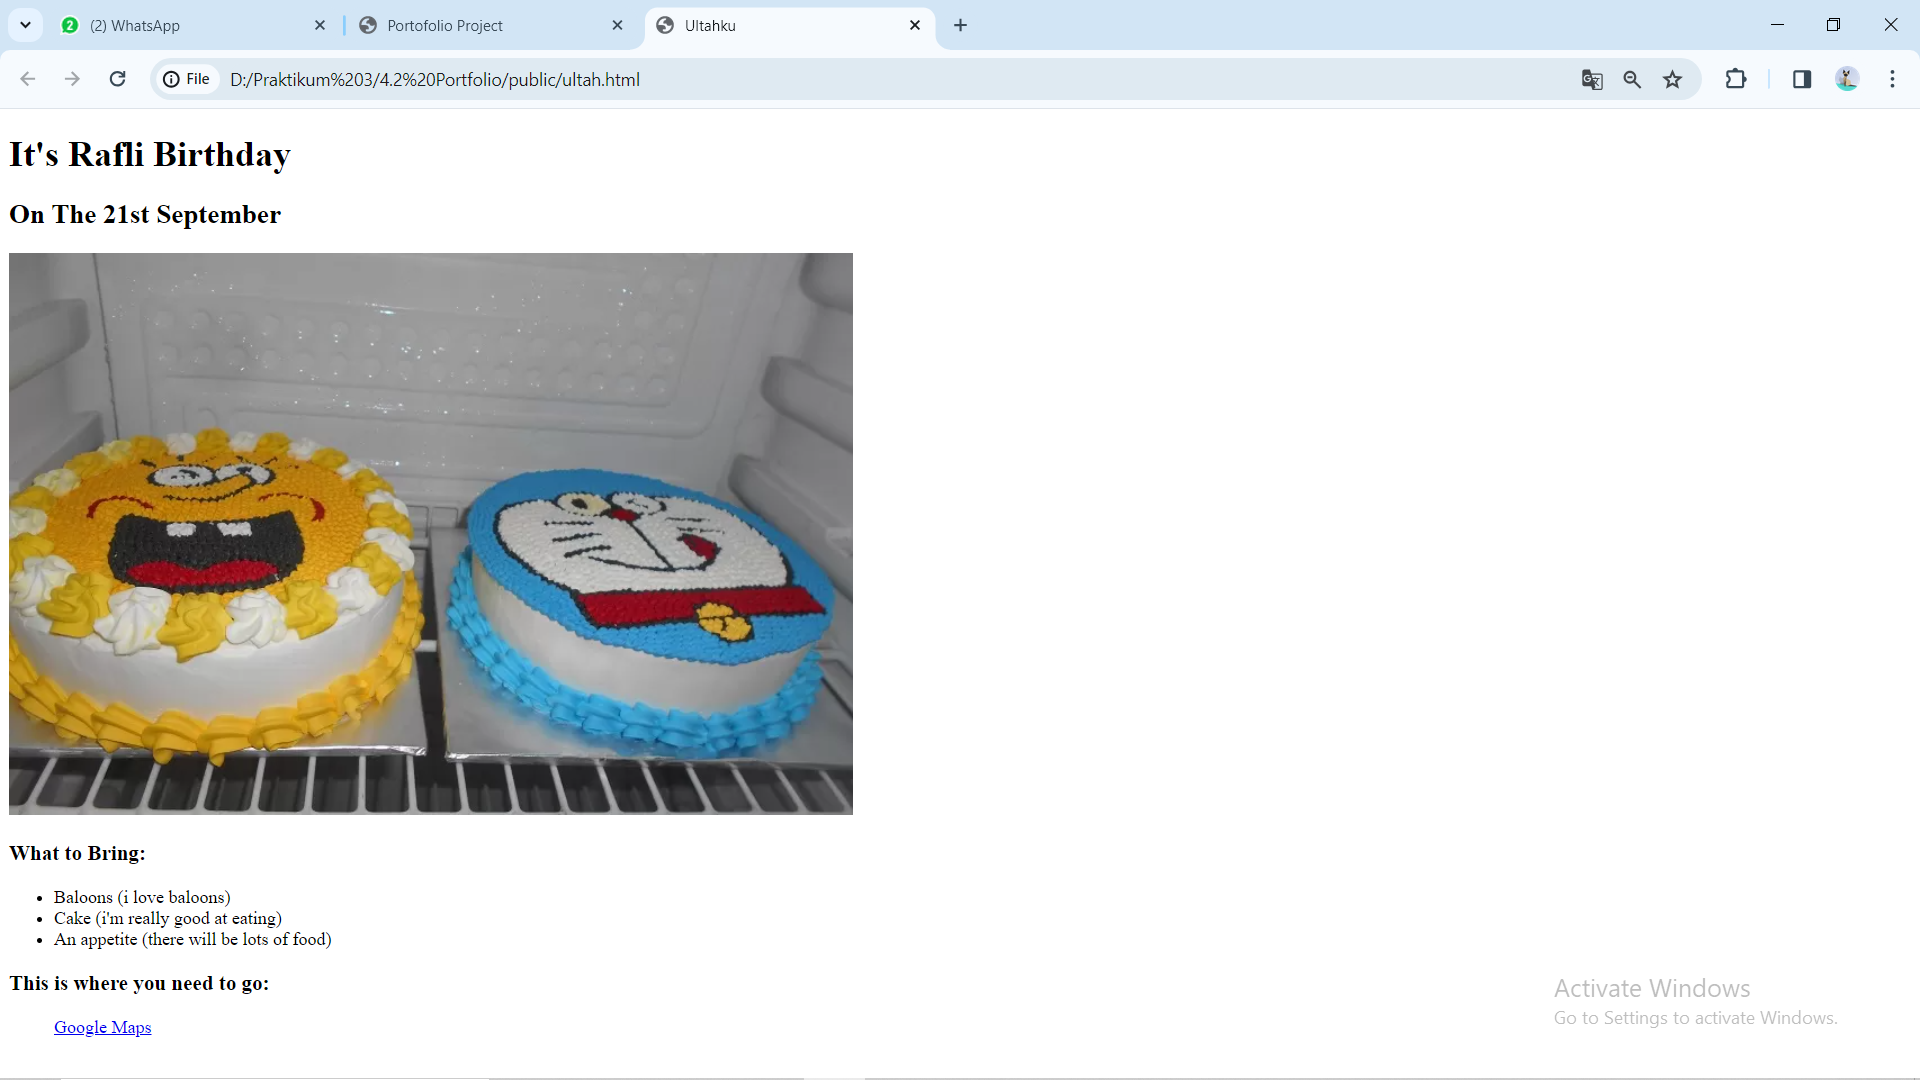 2
(2) WhatsApp
Portofolio Project
Ultahku
File
D:/Praktikum%203/4.2%20Portfolio/public/ultah.html
It's Rafli Birthday
On The 21st September
What to Bring:
Baloons (i love baloons)
Cake (i'm really good at eating)
An appetite (there will be lots of food)
This is where you need to go:
Google Maps
Activate Windows
Go to Settings to activate Windows.